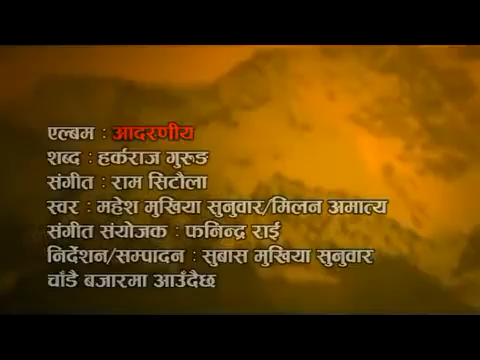 एल्बम : आदरणीय
शब्द : हर्कराज गुरुङ
संगीत : राम सिटौला
स्वर : महेश मुखिया सुनुवार/मिलन अमात्य
संगीत संयोजक : फनिन्द्र राई
निर्देशन/सम्पादन : सुबास मुखिया सुनुवार
चाँडै बजारमा आउँदैछ